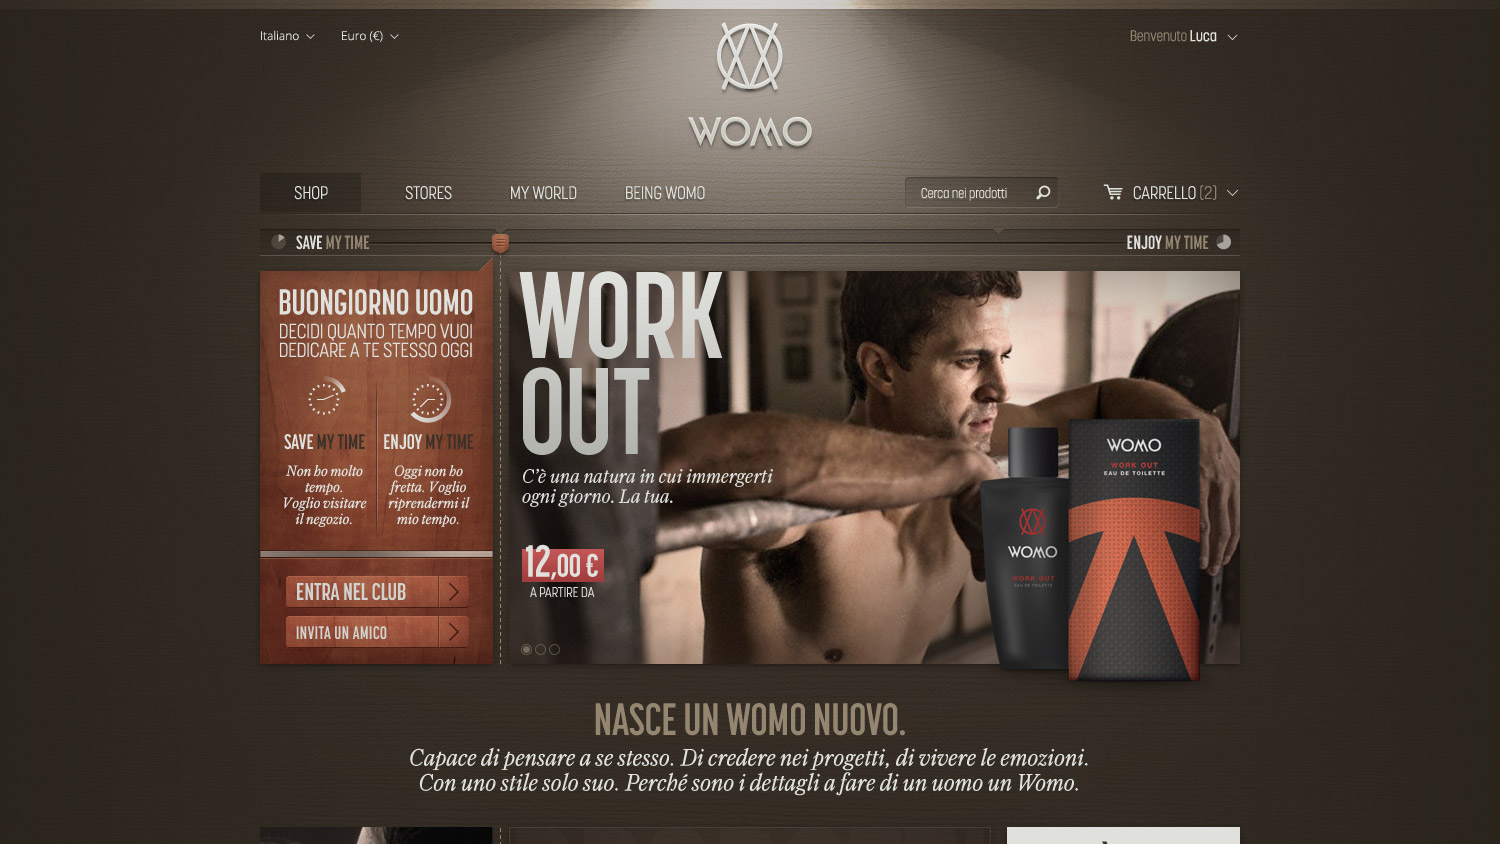 Italiano
Euro (€)
Benvenuto Luca
WOMO
SHOP
STORES
MY WORLD
BEING WOMO
Cerca nei prodotti
CARRELLO (2)
SAVE MY TIME
ENJOY MY TIME
BUONGIORNO UOMO
DECIDI QUANTO TEMPO VUOI
DEDICARE A TE STESSO OGGI
SAVE MY TIME
Non ho molto
tempo.
Voglio visitare
il negozio.
ENJOY MY TIME
Oggi non ho
fretta. Voglio
riprendermi il
mio tempo.
ENTRA NEL CLUB
INVITA UN AMICO
WORK
OUT
C'è una natura in cui immergerti
ogni giorno. La tua.
12,00 €
A PARTIRE DA
WOMO
WORK OUT
EAU DE TOILETTE
WOMO
WORK OUT
EAU DE TOILETTE
NASCE UN WOMO NUOVO.
Capace di pensare a se stesso. Di credere nei progetti, di vivere le emozioni.
Con uno stile solo suo. Perché sono i dettagli a fare di un uomo un Womo.